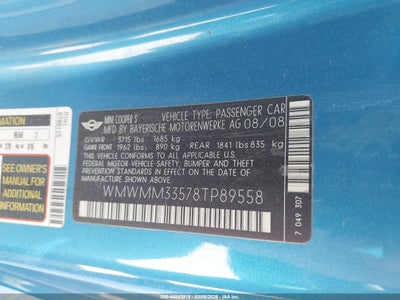 MINI COOPER S
VEHICLE TYPE: PASSENGER CAR
MFD BY BAYERISCHE MOTORENWERKE AG 08/08
GVWR 3715 lbs 1685 kg
FRONT 1962 lbs 890 kg REAR 1841 lbs 835 kg
THIS VEHICLE CONFORMS TO ALL APPLICABLE
FEDERAL MOTOR VEHICLE SAFETY, BUMPER AND THEFT
PREVENTION STANDARDS IN EFFECT ON THE DATE OF
MANUFACTURE SHOWN ABOVE.
WMWMM33578TP89558
7 049 307
REAR 2
SEE OWNER'S
MANUAL FOR
ADDITIONAL
INFORMATION